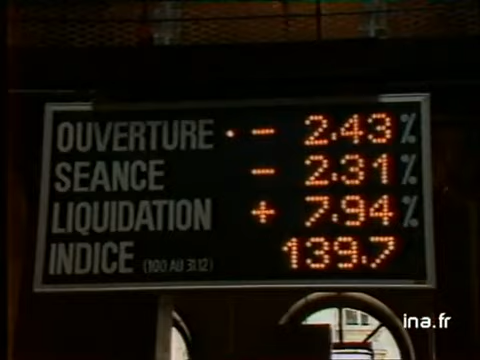 OUVERTURE • - 2.43 %
SEANCE - 2.31 %
LIQUIDATION + 7.94 %
INDICE (100 AU 31.12) 139.7
ina.fr